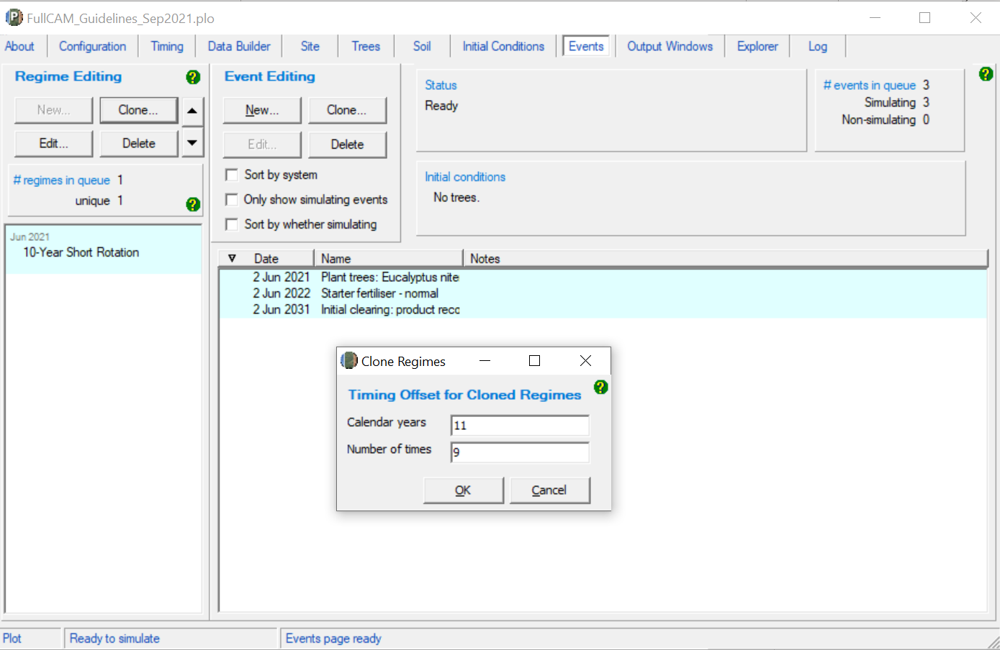 FullCAM_Guidelines_Sep2021.plo
About Configuration Timing Data Builder Site Trees Soil Initial Conditions Events Output Windows Explorer Log
Regime Editing
New... Clone...
Edit... Delete
# regimes in queue 1
unique 1
Jun 2021
10-Year Short Rotation
Event Editing
New... Clone...
Edit... Delete
Sort by system
Only show simulating events
Sort by whether simulating
Status
Ready
# events in queue 3
Simulating 3
Non-simulating 0
Initial conditions
No trees.
Date Name Notes
2 Jun 2021 Plant trees: Eucalyptus nite
2 Jun 2022 Starter fertiliser - normal
2 Jun 2031 Initial clearing: product recc
Clone Regimes
Timing Offset for Cloned Regimes
Calendar years 11
Number of times 9
OK Cancel
Plot Ready to simulate Events page ready